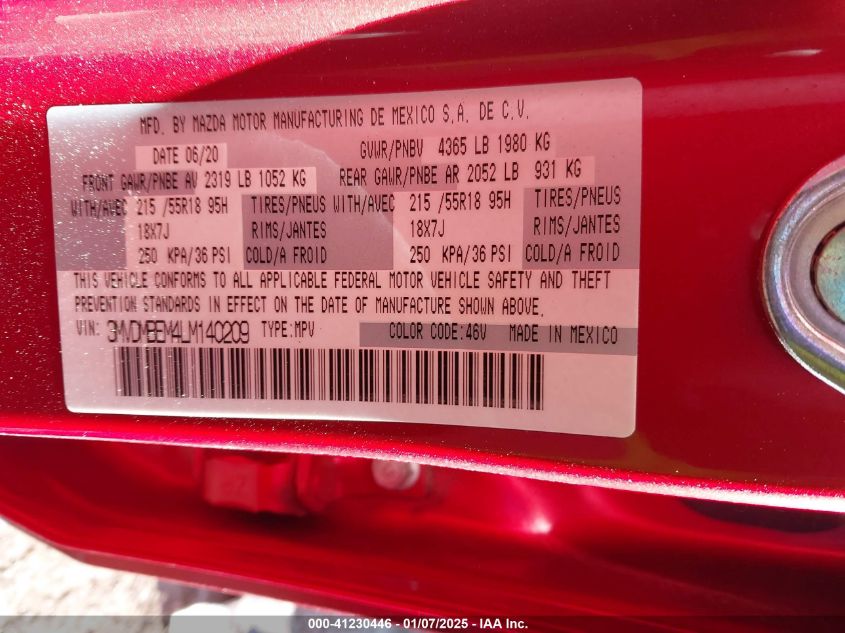 MFD. BY MAZDA MOTOR MANUFACTURING DE MEXICO S.A. DE C.V.
DATE 06/20 GVWR/PNBV 4365 LB 1980 KG
FRONT GAWR/PNBE AV 2319 LB 1052 KG REAR GAWR/PNBE AR 2052 LB 931 KG
WITH/AVEC 215 /55R18 95H TIRES/PNEUS WITH/AVEC 215 /55R18 95H TIRES/PNEUS
18X7J RIMS/JANTES 18X7J RIMS/JANTES
250 KPA/36 PSI COLD/A FROID 250 KPA/36 PSI COLD/A FROID
THIS VEHICLE CONFORMS TO ALL APPLICABLE FEDERAL MOTOR VEHICLE SAFETY AND THEFT
PREVENTION STANDARDS IN EFFECT ON THE DATE OF MANUFACTURE SHOWN ABOVE.
VIN: 3MVDMBEM4LM140209 TYPE:MPV COLOR CODE:46V MADE IN MEXICO
000-41230446 - 01/07/2025 - IAA Inc.